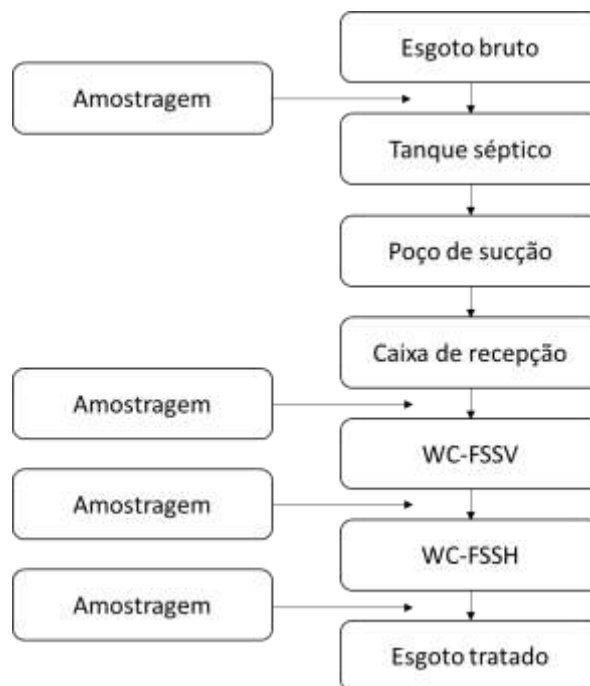 Esgoto bruto
Amostragem
Tanque séptico
Poço de sucção
Caixa de recepção
Amostragem
WC-FSSV
Amostragem
WC-FSSH
Amostragem
Esgoto tratado